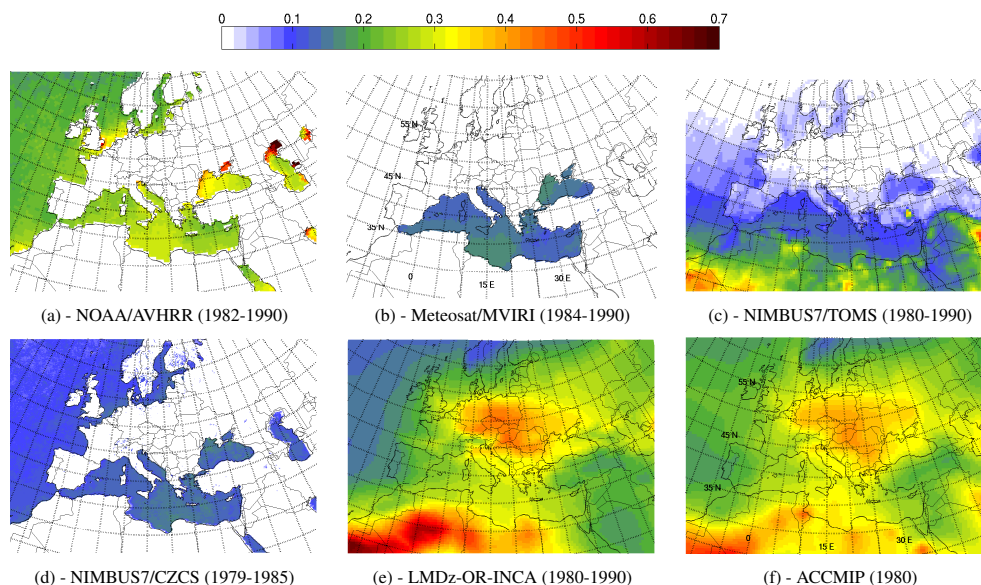 0 0.1 0.2 0.3 0.4 0.5 0.6 0.7
55 N
45 N
35 N
0
15 E
30 E
(a) - NOAA/AVHRR (1982-1990) (b) - Meteosat/MVIRI (1984-1990) (c) - NIMBUS7/TOMS (1980-1990)
55 N
45 N
35 N
0
15 E
30 E
(d) - NIMBUS7/CZCS (1979-1985) (e) - LMDz-OR-INCA (1980-1990) (f) - ACCMIP (1980)